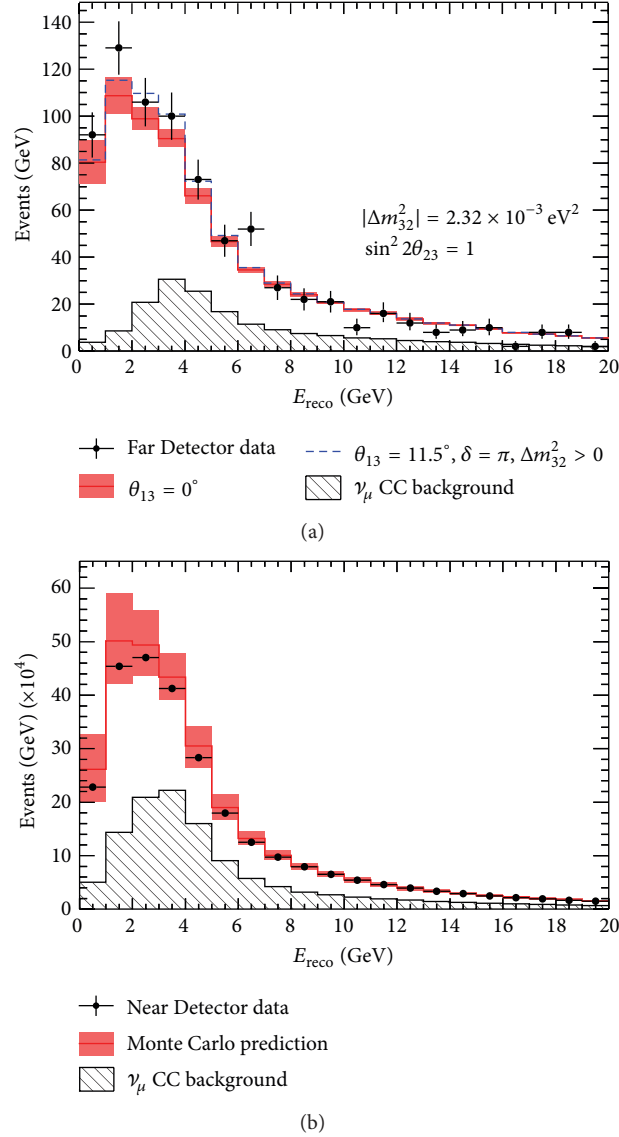 140
120
100
80
60
40
20
0
Events (GeV)
|Δm²₃₂| = 2.32 × 10⁻³ eV²
sin² 2θ₂₃ = 1
0 2 4 6 8 10 12 14 16 18 20
E_reco (GeV)
Far Detector data
θ₁₃ = 11.5°, δ = π, Δm²₃₂ > 0
θ₁₃ = 0°
ν_μ CC background
(a)
60
50
40
30
20
10
0
Events (GeV) (×10⁴)
0 2 4 6 8 10 12 14 16 18 20
E_reco (GeV)
Near Detector data
Monte Carlo prediction
ν_μ CC background
(b)